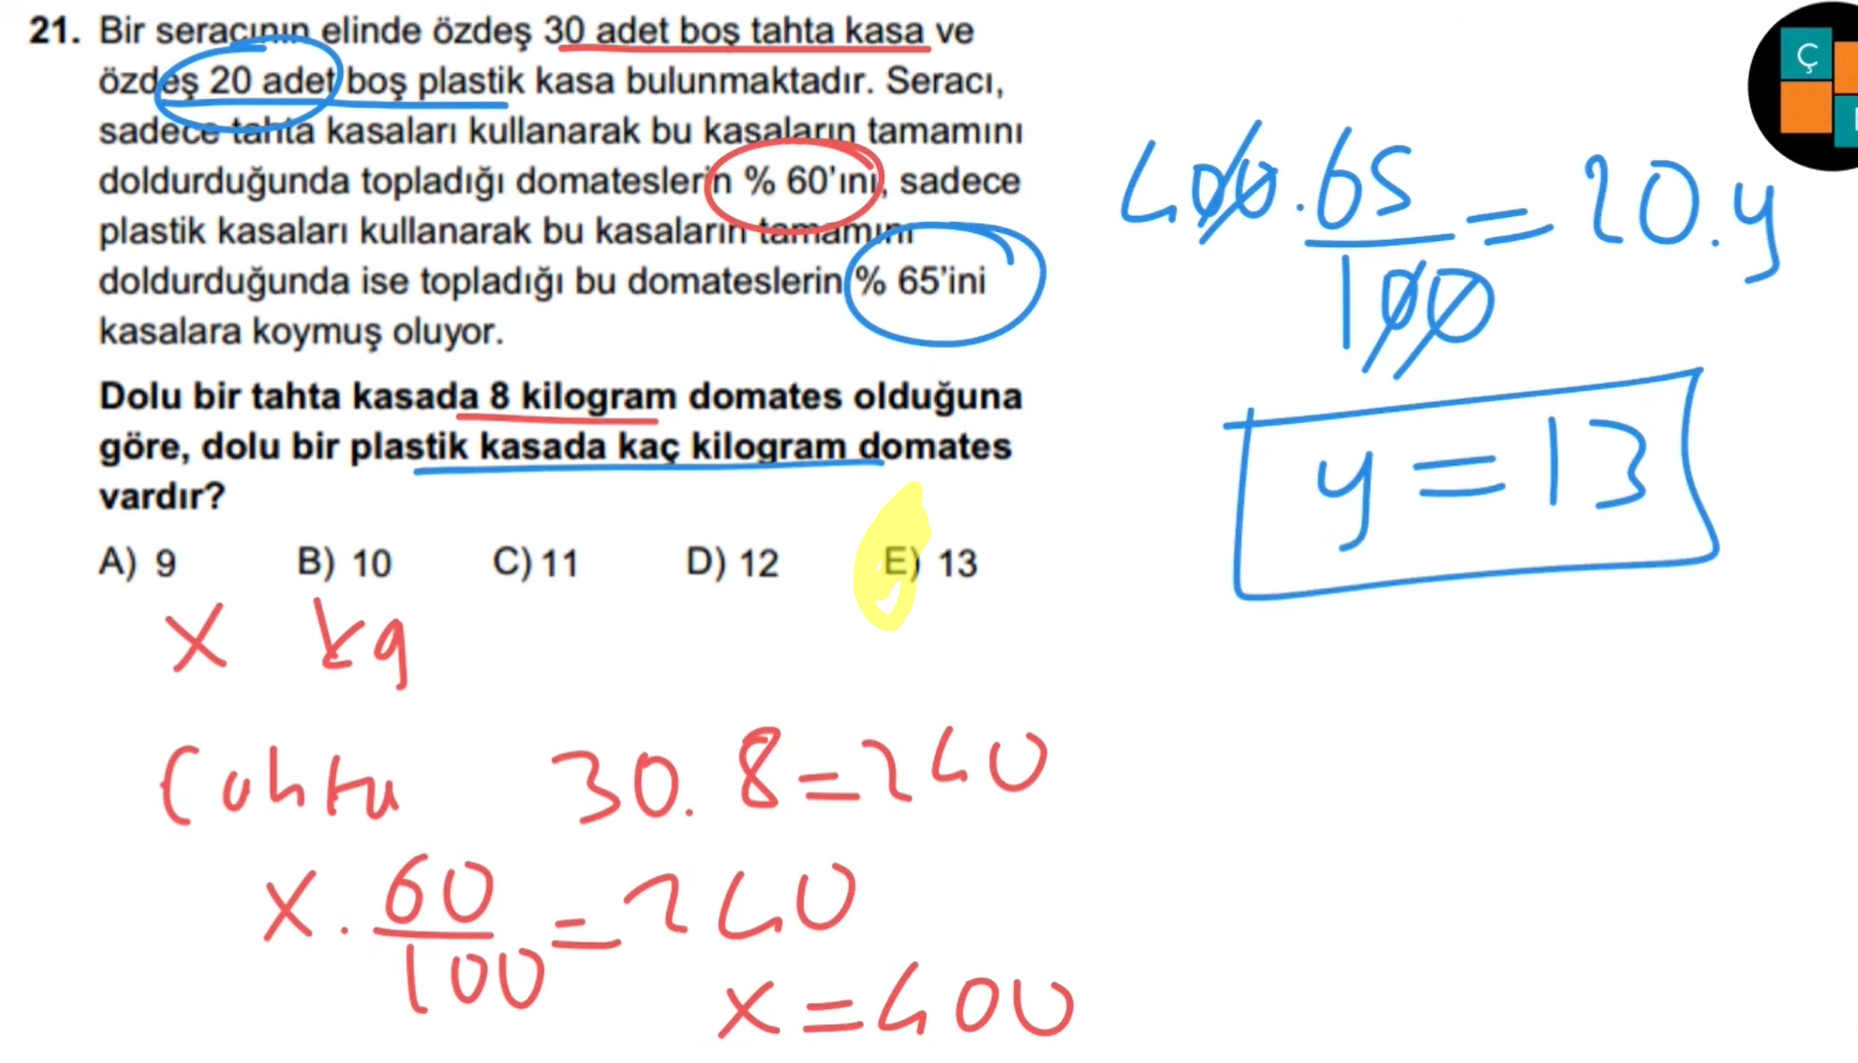 21. Bir seracının elinde özdeş 30 adet boş tahta kasa ve
özdeş 20 adet boş plastik kasa bulunmaktadır. Seracı,
sadece tahta kasaları kullanarak bu kasaların tamamını
doldurduğunda topladığı domateslerin % 60'ını, sadece
plastik kasaları kullanarak bu kasaların tamamını
doldurduğunda ise topladığı bu domateslerin % 65'ini
kasalara koymuş oluyor.
Dolu bir tahta kasada 8 kilogram domates olduğuna
göre, dolu bir plastik kasada kaç kilogram domates
vardır?
A) 9 B) 10 C) 11 D) 12 E) 13
x kg
tahta 30.8=240
x. 60/100 = 240
x=400
400.65/100 = 20.y
y=13
Ç